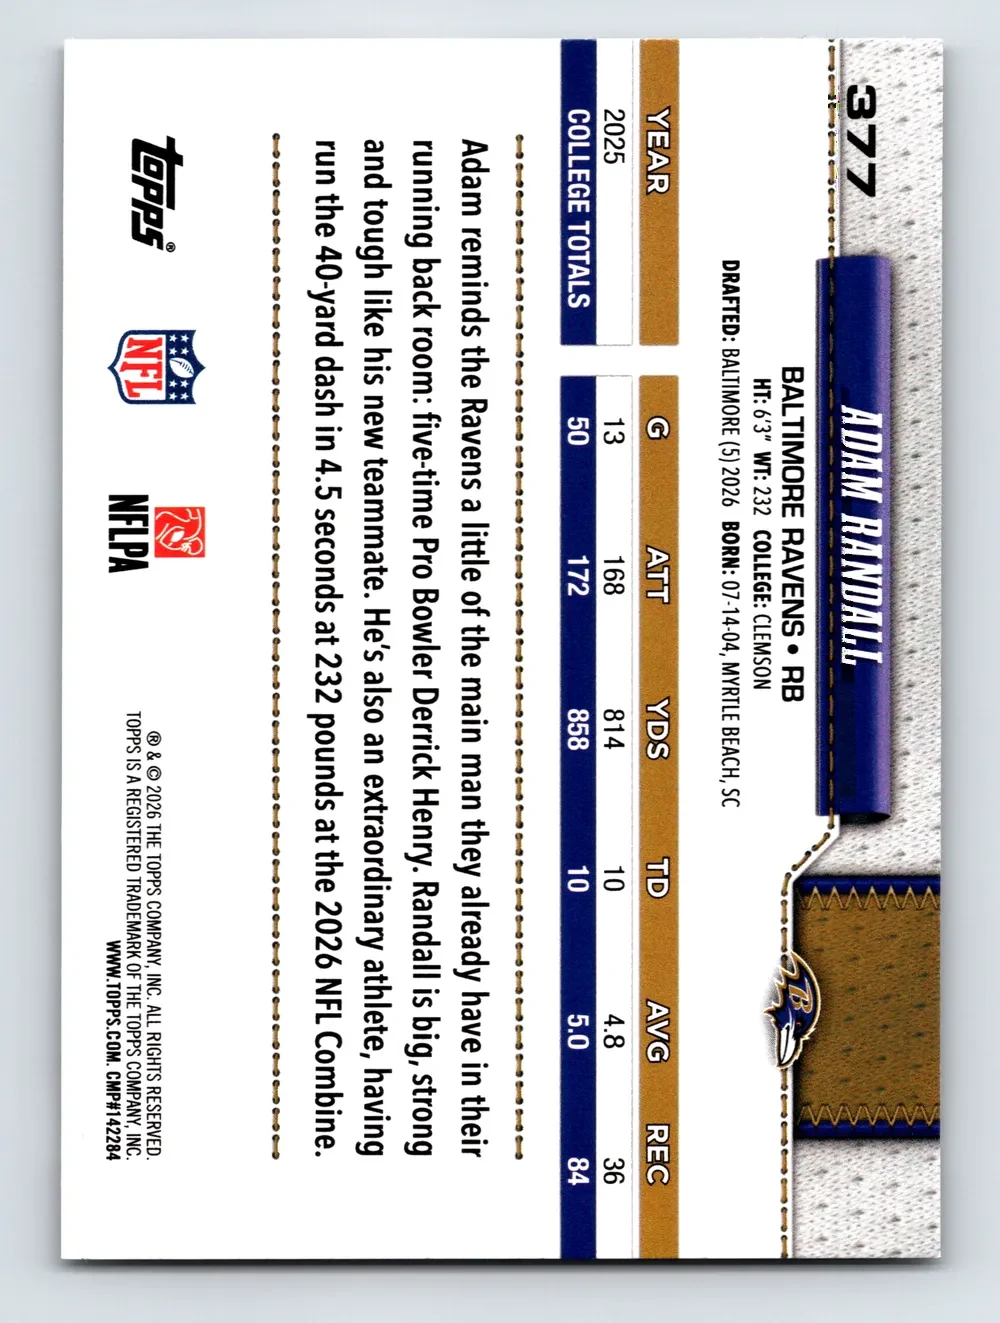 377
ADAM RANDALL
BALTIMORE RAVENS • RB
HT: 6'3" WT: 232 COLLEGE: CLEMSON
DRAFTED: BALTIMORE (5) 2026 BORN: 07-14-04, MYRTLE BEACH, SC
YEAR G ATT YDS TD AVG REC
2025 13 168 814 10 4.8 36
COLLEGE TOTALS 50 172 858 10 5.0 84
Adam reminds the Ravens a little of the main man they already have in their
running back room: five-time Pro Bowler Derrick Henry. Randall is big, strong
and tough like his new teammate. He's also an extraordinary athlete, having
run the 40-yard dash in 4.5 seconds at 232 pounds at the 2026 NFL Combine.
Topps®
NFL
NFLPA
® & © 2026 THE TOPPS COMPANY, INC. ALL RIGHTS RESERVED.
TOPPS IS A REGISTERED TRADEMARK OF THE TOPPS COMPANY, INC.
WWW.TOPPS.COM. CMP#142284
B